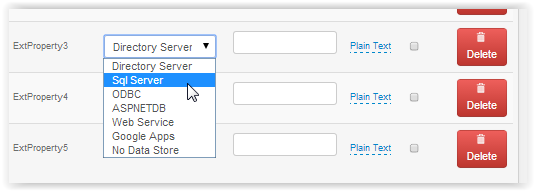 ExtProperty3 Directory Server Plain Text Delete
Directory Server
Sql Server
ODBC
ExtProperty4 ASPNETDB Plain Text Delete
Web Service
Google Apps
No Data Store
ExtProperty5 Plain Text Delete